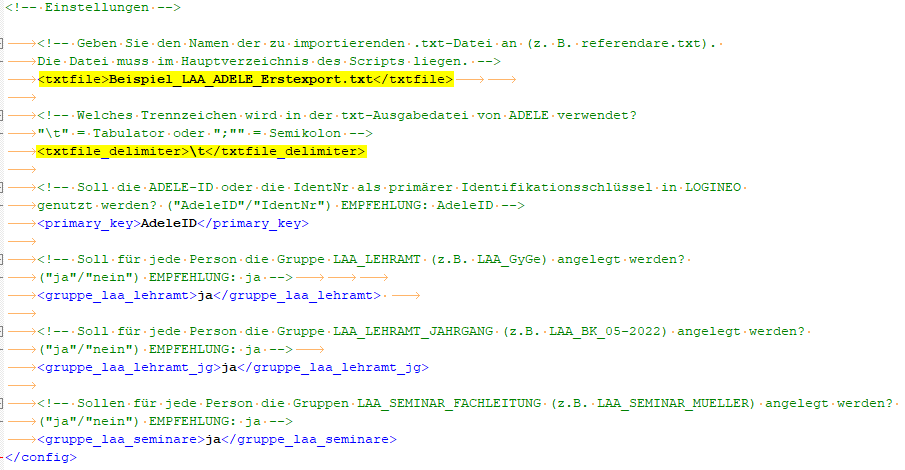 <!-- Einstellungen -->
<!-- Geben Sie den Namen der zu importierenden .txt-Datei an (z. B. referendare.txt).
Die Datei muss im Hauptverzeichnis des Scripts liegen. -->
<txtfile>Beispiel_LAA_ADELE_Erstexport.txt</txtfile>
<!-- Welches Trennzeichen wird in der txt-Ausgabedatei von ADELE verwendet?
"\t" = Tabulator oder ";"" = Semikolon -->
<txtfile_delimiter>\t</txtfile_delimiter>
<!-- Soll die ADELE-ID oder die IdentNr als primärer Identifikationsschlüssel in LOGINEO
genutzt werden? ("AdeleID"/"IdentNr") EMPFEHLUNG: AdeleID -->
<primary_key>AdeleID</primary_key>
<!-- Soll für jede Person die Gruppe LAA_LEHRAMT (z.B. LAA_GyGe) angelegt werden?
("ja"/"nein") EMPFEHLUNG: ja -->
<gruppe_laa_lehramt>ja</gruppe_laa_lehramt>
<!-- Soll für jede Person die Gruppe LAA_LEHRAMT_JAHRGANG (z.B. LAA_BK_05-2022) angelegt werden?
("ja"/"nein") EMPFEHLUNG: ja -->
<gruppe_laa_lehramt_jg>ja</gruppe_laa_lehramt_jg>
<!-- Sollen für jede Person die Gruppen LAA_SEMINAR_FACHLEITUNG (z.B. LAA_SEMINAR_MUELLER) angelegt werden?
("ja"/"nein") EMPFEHLUNG: ja -->
<gruppe_laa_seminare>ja</gruppe_laa_seminare>
</config>